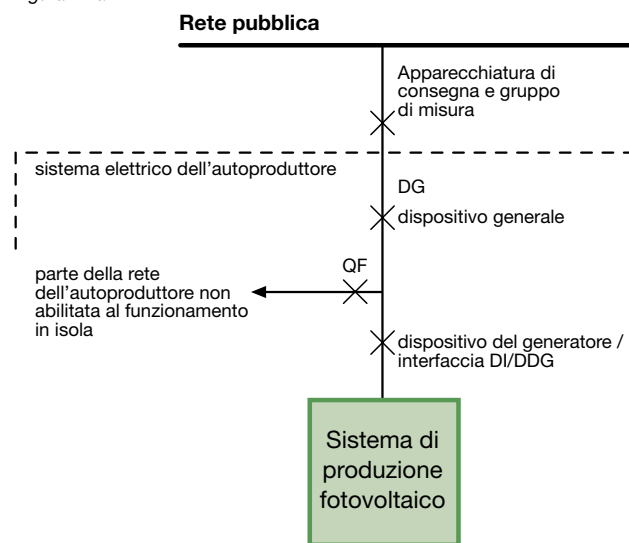 Rete pubblica
Apparecchiatura di
consegna e gruppo
di misura
sistema elettrico dell'autoproduttore
DG
dispositivo generale
QF
parte della rete
dell'autoproduttore non
abilitata al funzionamento
in isola
dispositivo del generatore /
interfaccia DI/DDG
Sistema di
produzione
fotovoltaico